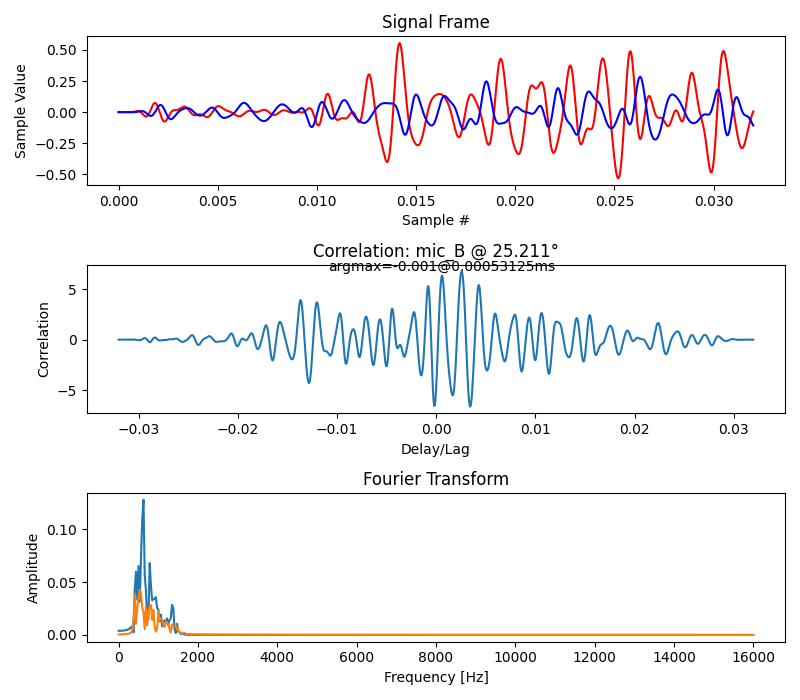 Signal Frame
0.50
0.25
0.00
−0.25
−0.50
Sample Value
0.000 0.005 0.010 0.015 0.020 0.025 0.030
Sample #
Correlation: mic_B @ 25.211°
argmax=-0.001@0.00053125ms
5
0
−5
Correlation
−0.03 −0.02 −0.01 0.00 0.01 0.02 0.03
Delay/Lag
Fourier Transform
0.10
0.05
0.00
Amplitude
0 2000 4000 6000 8000 10000 12000 14000 16000
Frequency [Hz]